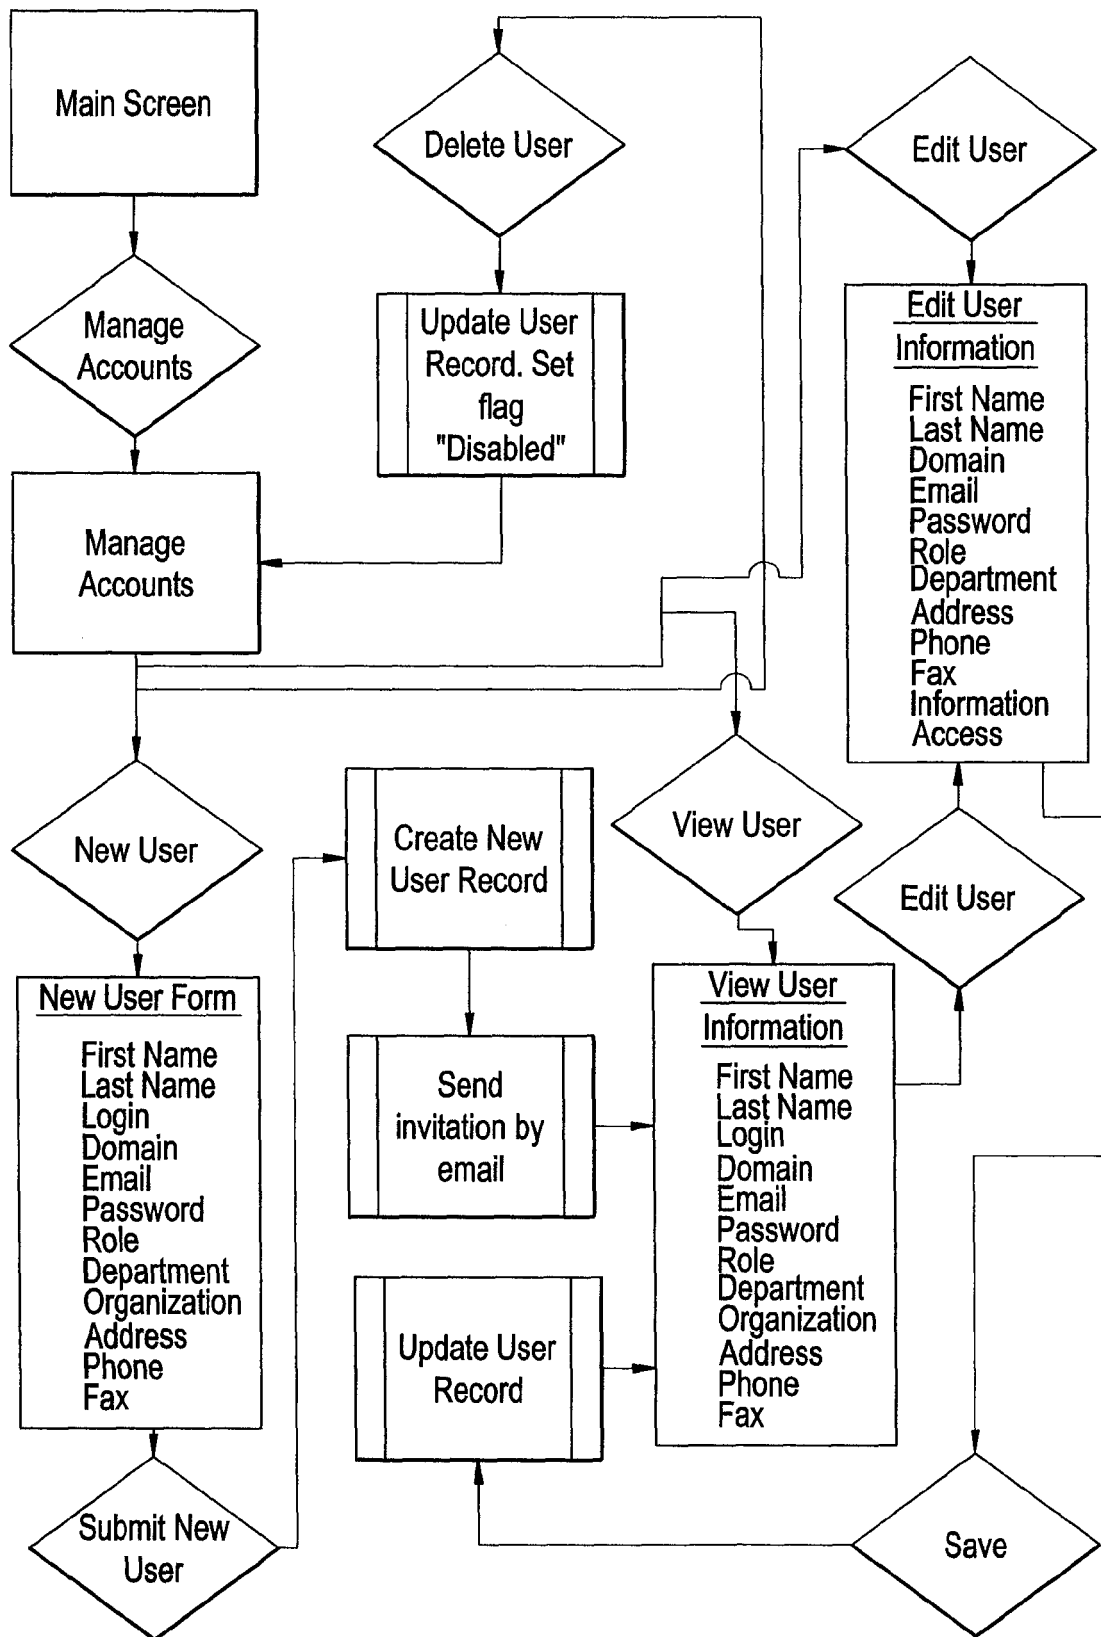 Main Screen
Delete User
Edit User
Manage
Accounts
Update User
Record. Set
flag
"Disabled"
Edit User
Information
First Name
Last Name
Domain
Email
Password
Role
Department
Address
Phone
Fax
Information
Access
Manage
Accounts
New User
Create New
User Record
View User
Edit User
New User Form
First Name
Last Name
Login
Domain
Email
Password
Role
Department
Organization
Address
Phone
Fax
Send
invitation by
email
View User
Information
First Name
Last Name
Login
Domain
Email
Password
Role
Department
Organization
Address
Phone
Fax
Update User
Record
Submit New
User
Save